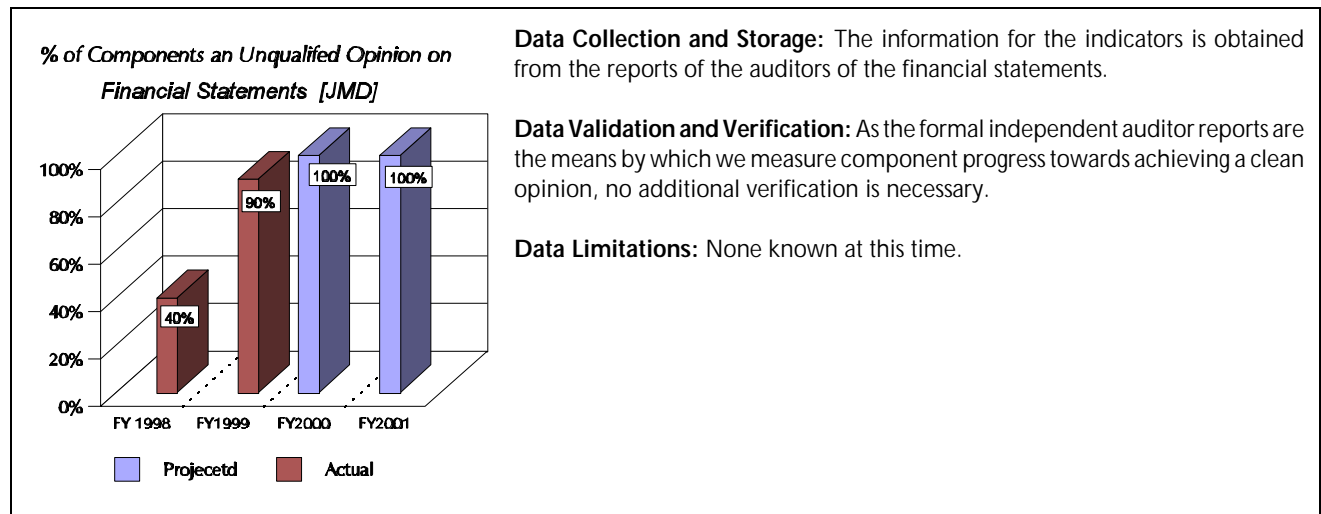 % of Components an Unqualifed Opinion on
Financial Statements [JMD]
100%
80%
60%
40%
20%
0%
40%
90%
100%
100%
FY 1998 FY1999 FY2000 FY2001
Projecetd Actual
Data Collection and Storage: The information for the indicators is obtained
from the reports of the auditors of the financial statements.
Data Validation and Verification: As the formal independent auditor reports are
the means by which we measure component progress towards achieving a clean
opinion, no additional verification is necessary.
Data Limitations: None known at this time.